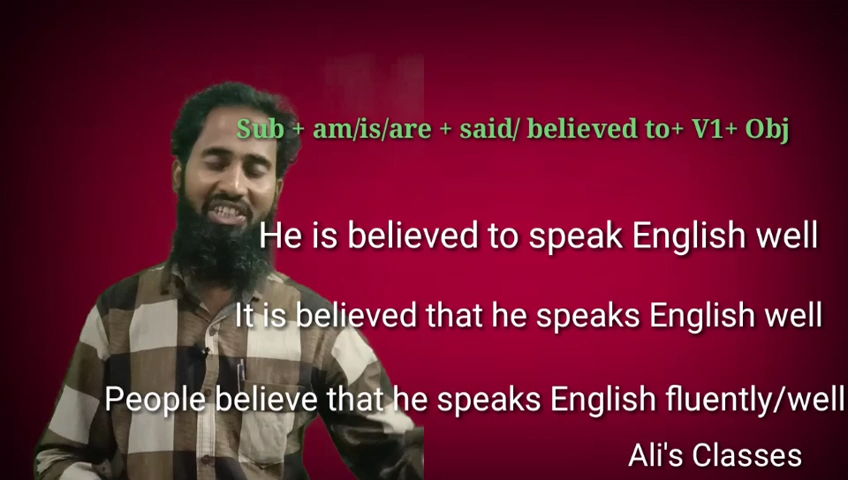 Sub + am/is/are + said/ believed to+ V1+ Obj
He is believed to speak English well
It is believed that he speaks English well
People believe that he speaks English fluently/well
Ali's Classes